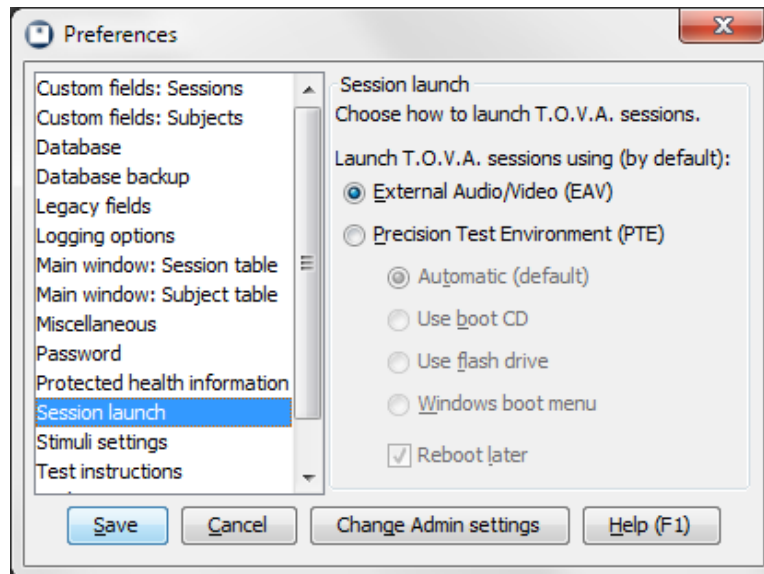 Preferences
Custom fields: Sessions
Custom fields: Subjects
Database
Database backup
Legacy fields
Logging options
Main window: Session table
Main window: Subject table
Miscellaneous
Password
Protected health information
Session launch
Stimuli settings
Test instructions
Session launch
Choose how to launch T.O.V.A. sessions.
Launch T.O.V.A. sessions using (by default):
External Audio/Video (EAV)
Precision Test Environment (PTE)
Automatic (default)
Use boot CD
Use flash drive
Windows boot menu
Reboot later
Save Cancel Change Admin settings Help (F1)